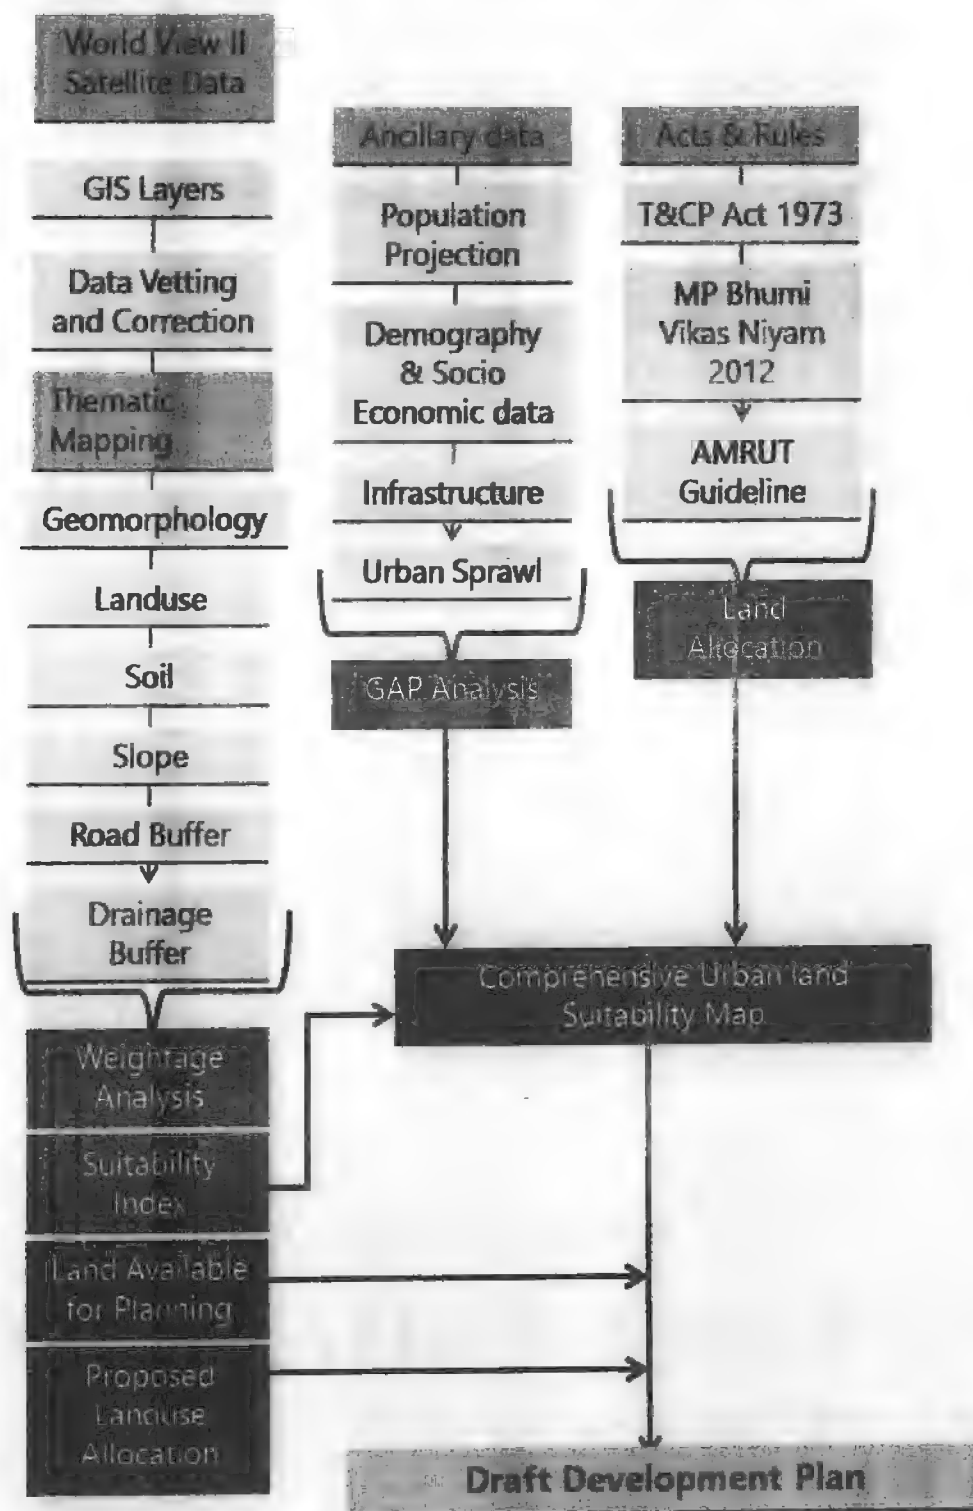 World View II
Satellite Data
GIS Layers
Data Vetting
and Correction
Thematic
Mapping
Geomorphology
Landuse
Soil
Slope
Road Buffer
Drainage
Buffer
Weightage
Analysis
Suitability
Index
Land Available
for Planning
Proposed
Landuse
Allocation
Ancillary data
Population
Projection
Demography
& Socio
Economic data
Infrastructure
Urban Sprawl
GAP Analysis
Acts & Rules
T&CP Act 1973
MP Bhumi
Vikas Niyam
2012
AMRUT
Guideline
Land
Allocation
Comprehensive Urban land
Suitability Map
Draft Development Plan